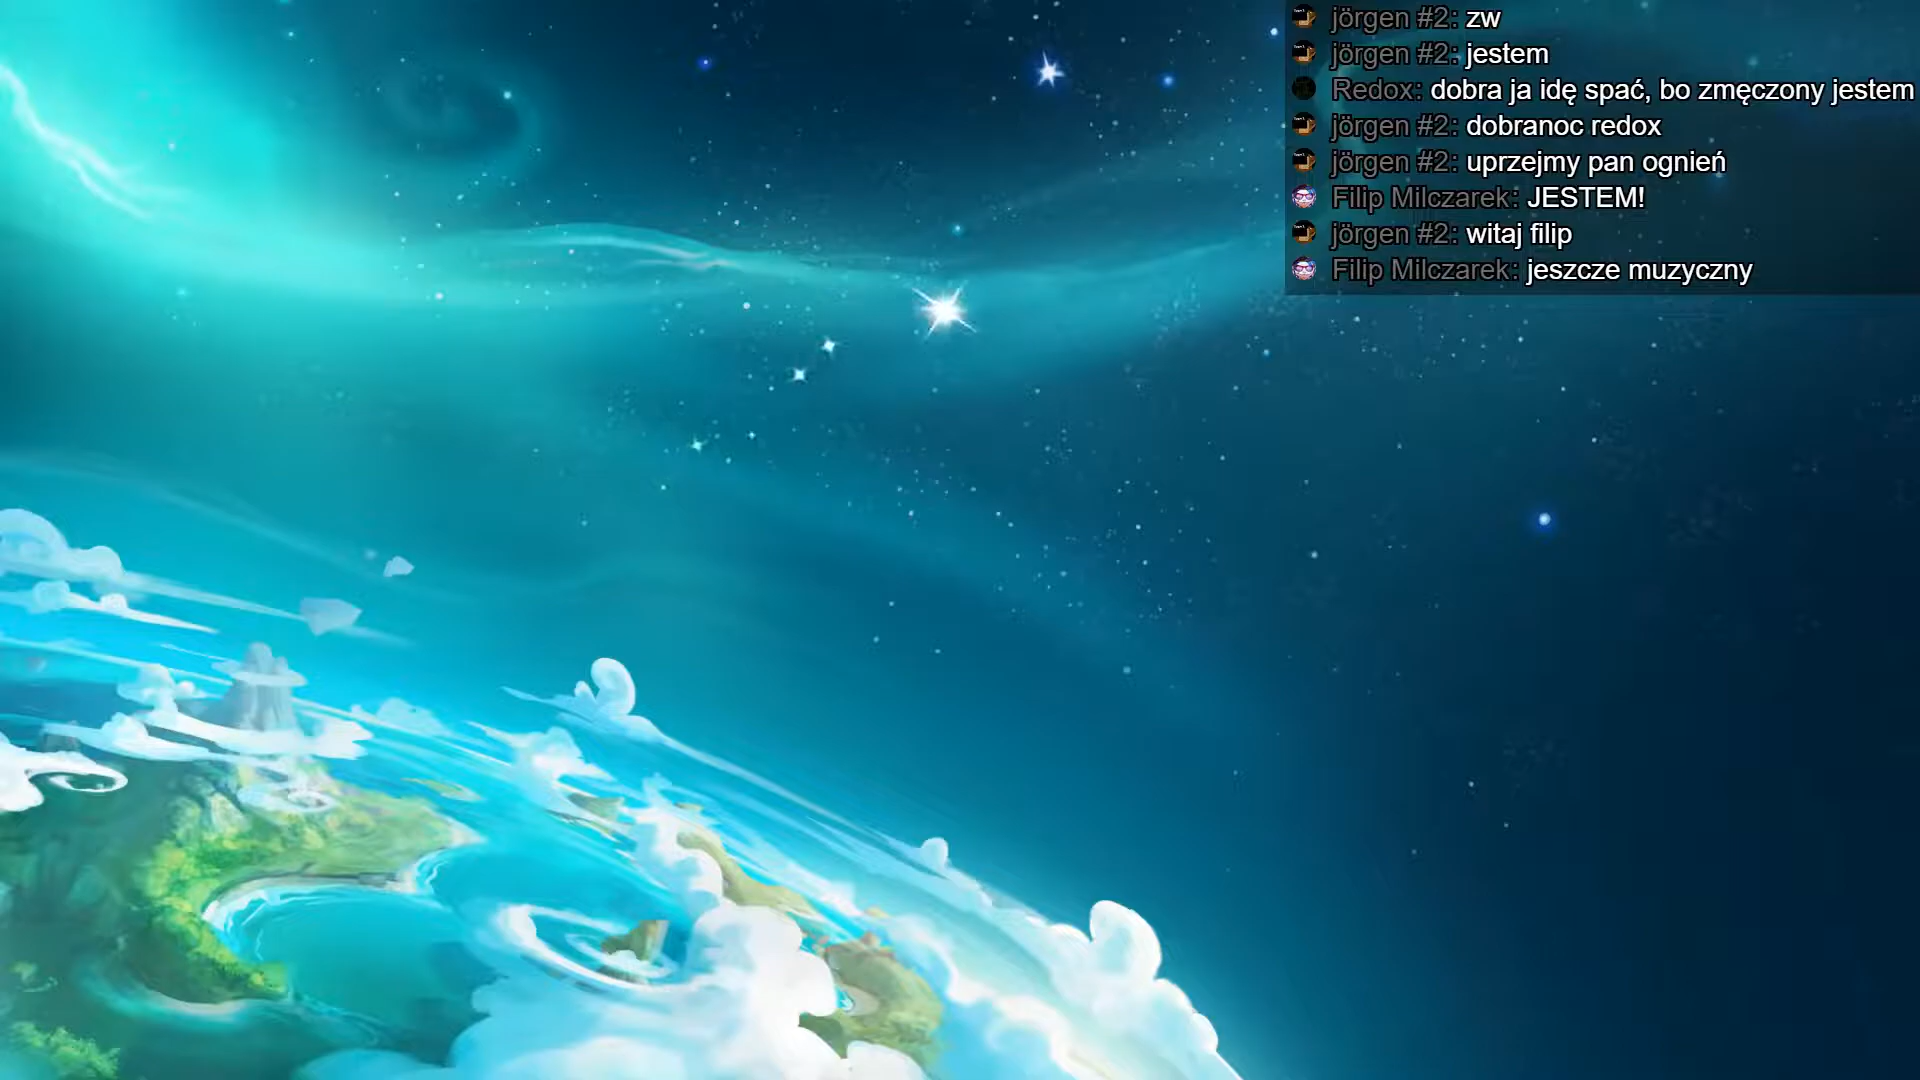 jörgen #2: zw
jörgen #2: jestem
Redox: dobra ja idę spać, bo zmęczony jestem
jörgen #2: dobranoc redox
jörgen #2: uprzejmy pan ognień
Filip Milczarek: JESTEM!
jörgen #2: witaj filip
Filip Milczarek: jeszcze muzyczny